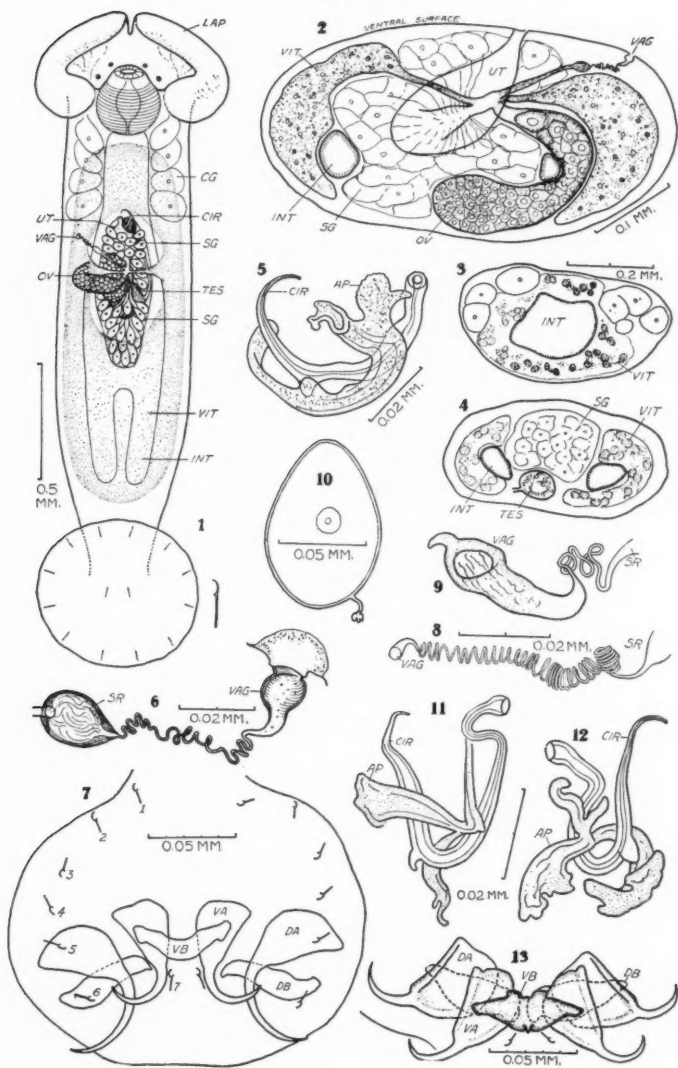 LAP
CG
UT
CIR
VAG
SG
OV
TES
SG
VIT
INT
0.5
MM.
1
VENTRAL SURFACE
2
VIT
UT
VAG
INT
SG
OV
0.1 MM.
5
CIR
AP
0.02 MM.
3
0.2 MM.
INT
VIT
4
SG
VIT
INT
TES
10
0.05 MM.
9
VAG
SR
8
0.02 MM.
VAG
SR
6
SR
0.02 MM.
VAG
7
1
2
3
4
5
6
7
0.05 MM.
VA
VB
DA
DB
11
CIR
AP
0.02 MM.
12
CIR
AP
13
DA
VB
DB
VA
0.05 MM.